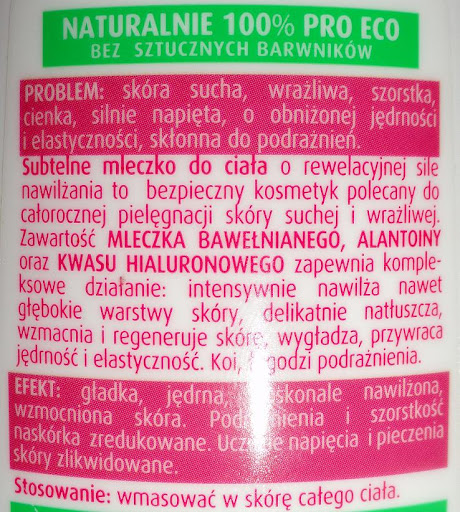 NATURALNIE 100% PRO ECO
BEZ SZTUCZNYCH BARWNIKÓW
PROBLEM: skóra sucha, wrażliwa, szorstka,
cienka, silnie napięta, o obniżonej jędrności
i elastyczności, skłonna do podrażnień.
Subtelne mleczko do ciała o rewelacyjnej sile
nawilżania to bezpieczny kosmetyk polecany do
całorocznej pielęgnacji skóry suchej i wrażliwej.
Zawartość MLECZKA BAWEŁNIANEGO, ALANTOINY
oraz KWASU HIALURONOWEGO zapewnia komple-
ksowe działanie: intensywnie nawilża nawet
głębokie warstwy skóry, delikatnie natłuszcza,
wzmacnia i regeneruje skórę, wygładza, przywraca
jędrność i elastyczność. Koi, łagodzi podrażnienia.
EFEKT: gładka, jędrna, doskonale nawilżona,
wzmocniona skóra. Podrażnienia i szorstkość
naskórka zredukowane. Uczucie napięcia i pieczenia
skóry zlikwidowane.
Stosowanie: wmasować w skórę całego ciała.